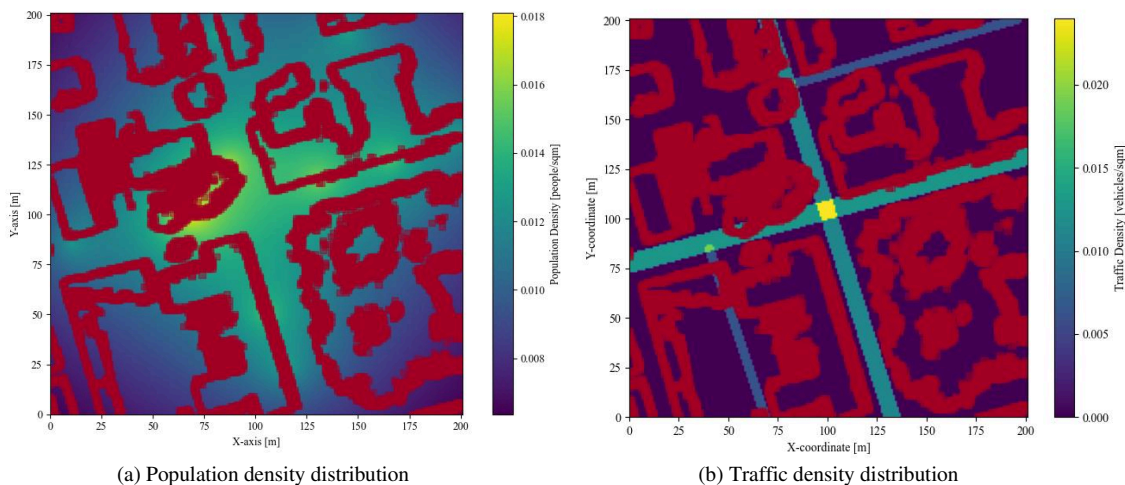 0.018
200
175
150
125
100
75
50
25
0
0 25 50 75 100 125 150 175 200
Y-axis [m]
X-axis [m]
0.016
0.014
0.012
0.010
0.008
Population Density [people/sqm]
(a) Population density distribution
200
175
150
125
100
75
50
25
0
0 25 50 75 100 125 150 175 200
Y-coordinate [m]
X-coordinate [m]
0.020
0.015
0.010
0.005
0.000
Traffic Density [vehicles/sqm]
(b) Traffic density distribution